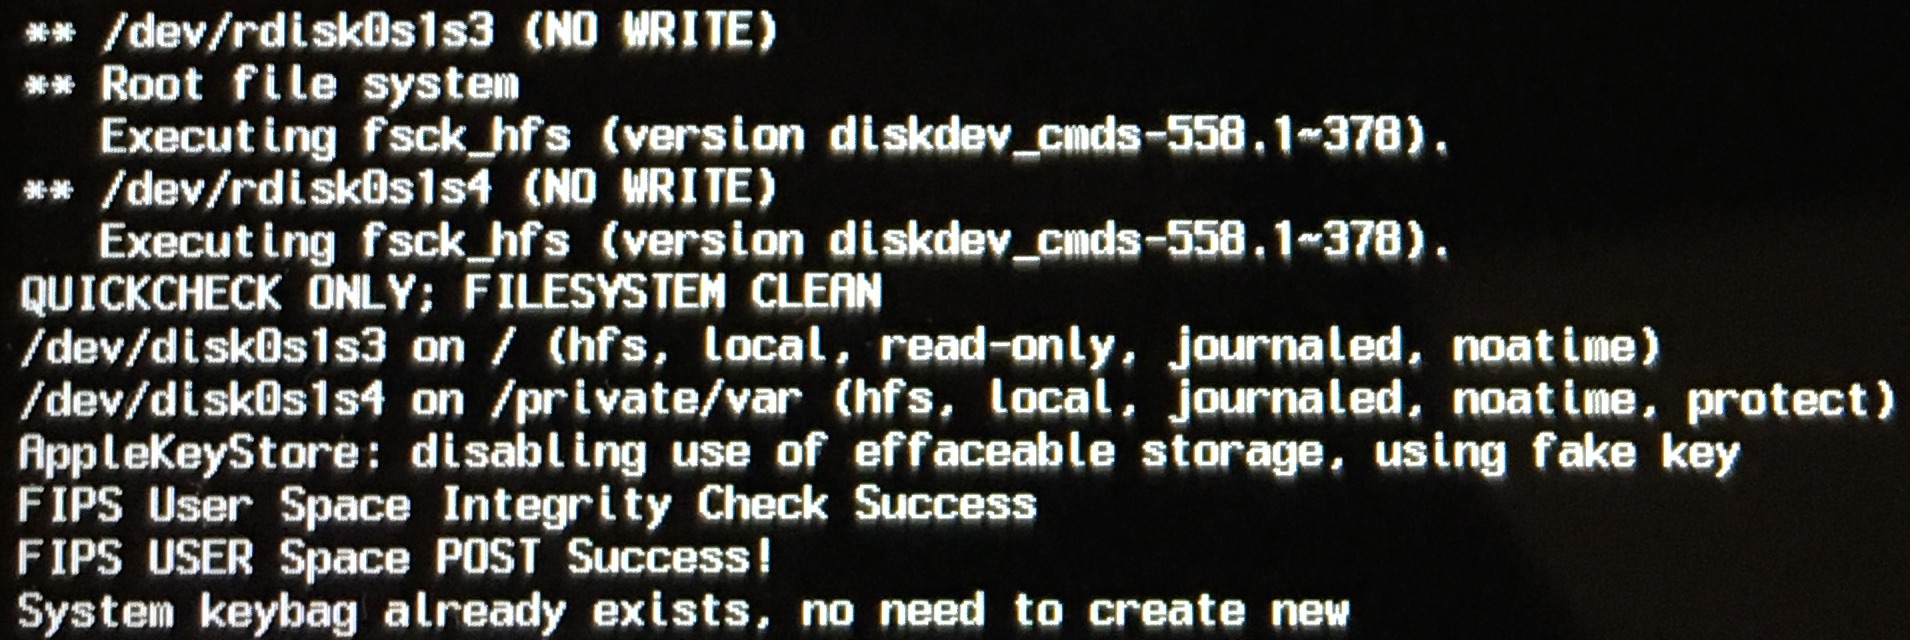 ** /dev/rdisk0s1s3 (NO WRITE)
** Root file system
   Executing fsck_hfs (version diskdev_cmds-558.1~378).
** /dev/rdisk0s1s4 (NO WRITE)
   Executing fsck_hfs (version diskdev_cmds-558.1~378).
QUICKCHECK ONLY; FILESYSTEM CLEAN
/dev/disk0s1s3 on / (hfs, local, read-only, journaled, noatime)
/dev/disk0s1s4 on /private/var (hfs, local, journaled, noatime, protect)
AppleKeyStore: disabling use of effaceable storage, using fake key
FIPS User Space Integrity Check Success
FIPS USER Space POST Success!
System keybag already exists, no need to create new